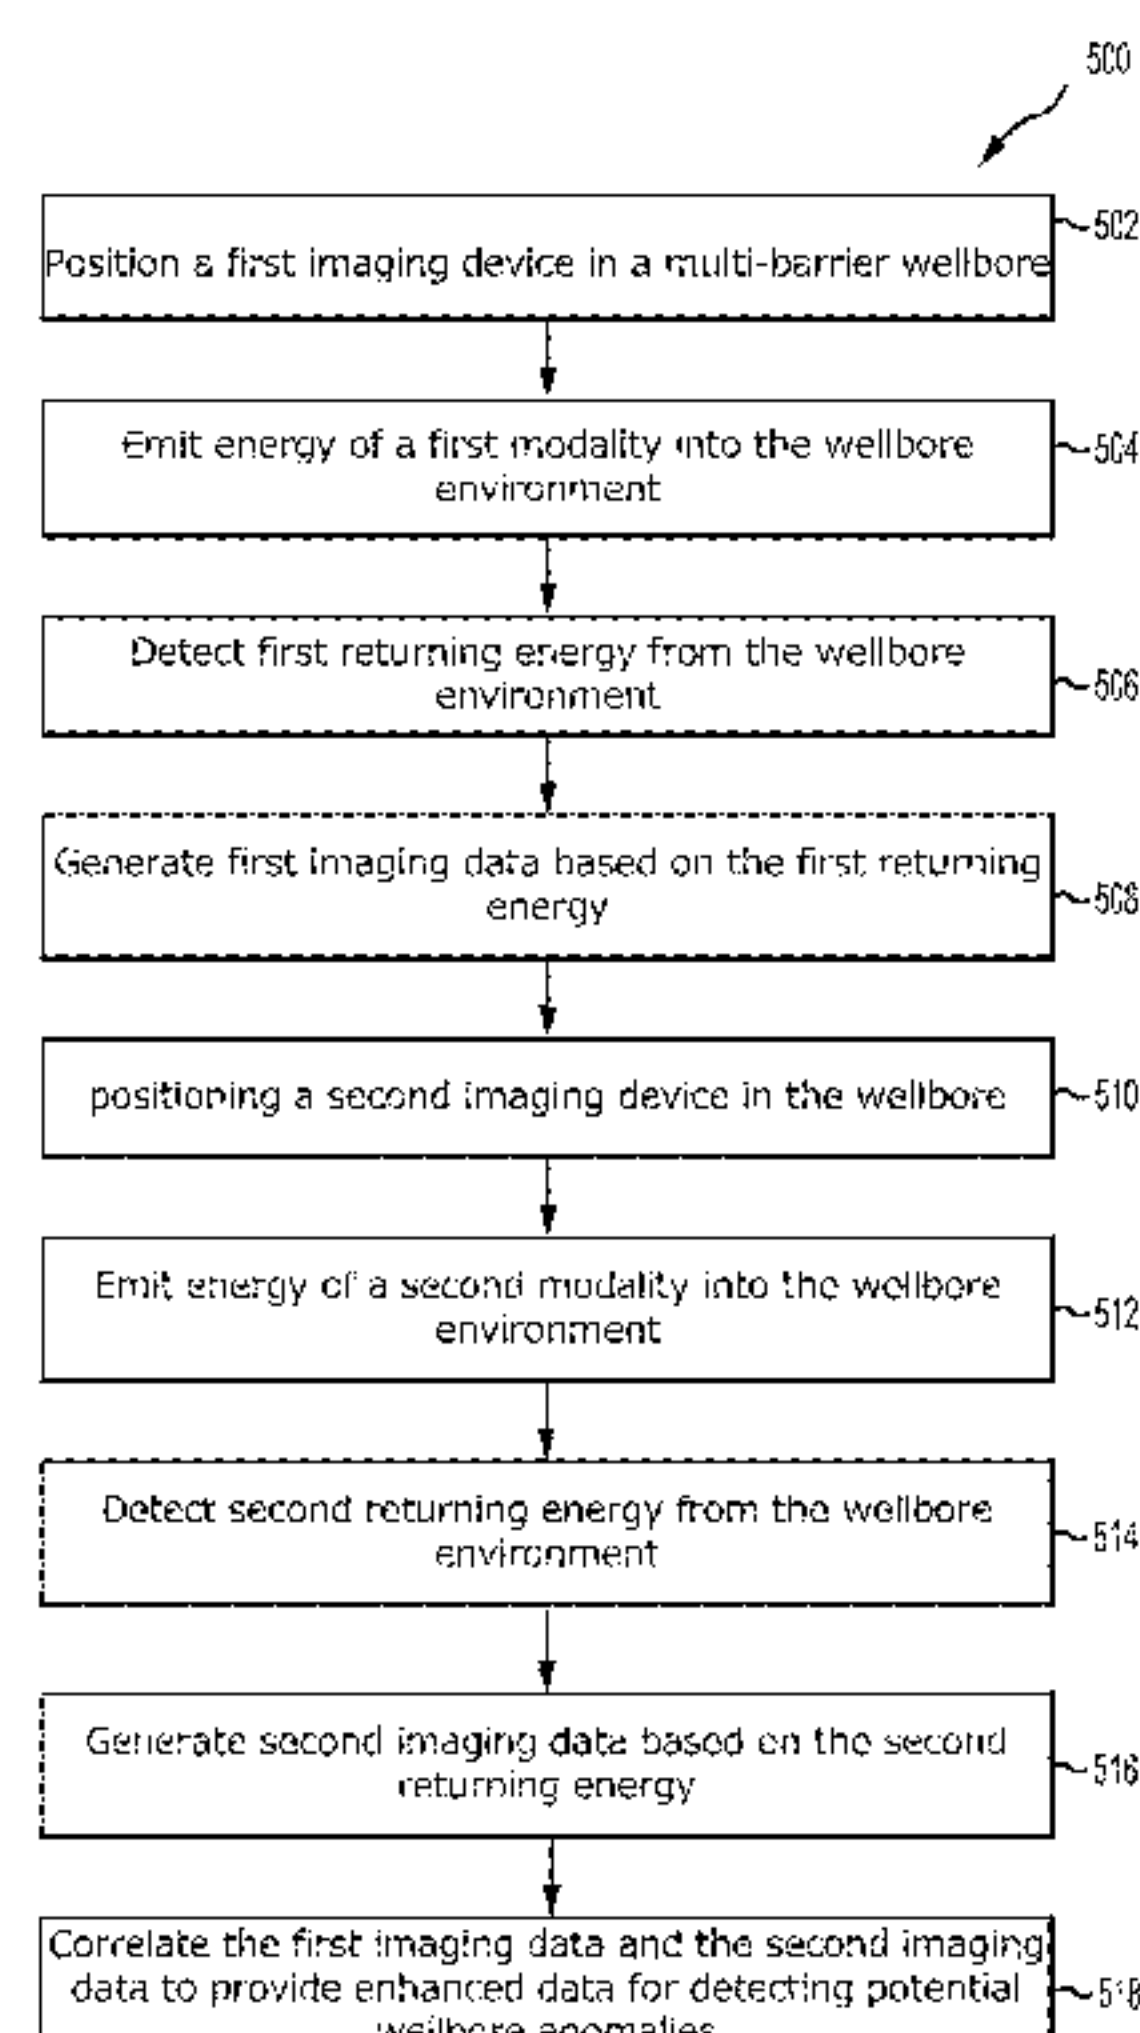 500
Position a first imaging device in a multi-barrier wellbore
502
Emit energy of a first modality into the wellbore
environment
504
Detect first returning energy from the wellbore
environment
506
Generate first imaging data based on the first returning
energy
508
positioning a second imaging device in the wellbore
510
Emit energy of a second modality into the wellbore
environment
512
Detect second returning energy from the wellbore
environment
514
Generate second imaging data based on the second
returning energy
516
Correlate the first imaging data and the second imaging
data to provide enhanced data for detecting potential
wellbore anomalies
518